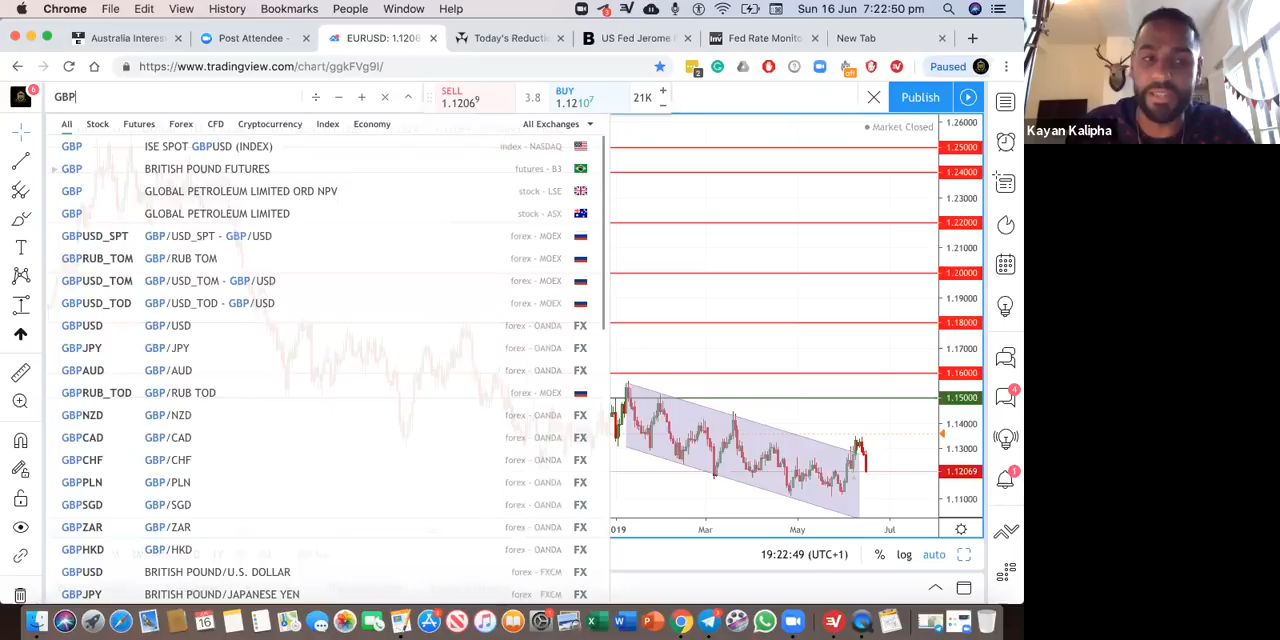 Chrome File Edit View History Bookmarks People Window Help
Sun 16 Jun 7:22:50 pm
Australia Interes
Post Attendee -
EURUSD: 1.1206
Today's Reducti
US Fed Jerome
Fed Rate Monito
New Tab
https://www.tradingview.com/chart/ggkFVg9l/
Paused
GBP
SELL
1.12069
3.8
BUY
1.12107
21K
Publish
All Stock Futures Forex CFD Cryptocurrency Index Economy All Exchanges
GBP ISE SPOT GBPUSD (INDEX) index - NASDAQ
GBP BRITISH POUND FUTURES futures - B3
GBP GLOBAL PETROLEUM LIMITED ORD NPV stock - LSE
GBP GLOBAL PETROLEUM LIMITED stock - ASX
GBPUSD_SPT GBP/USD_SPT - GBP/USD forex - MOEX
GBPRUB_TOM GBP/RUB TOM forex - MOEX
GBPUSD_TOM GBP/USD_TOM - GBP/USD forex - MOEX
GBPUSD_TOD GBP/USD_TOD - GBP/USD forex - MOEX
GBPUSD GBP/USD forex - OANDA FX
GBPJPY GBP/JPY forex - OANDA FX
GBPAUD GBP/AUD forex - OANDA FX
GBPRUB_TOD GBP/RUB TOD forex - MOEX
GBPNZD GBP/NZD forex - OANDA FX
GBPCAD GBP/CAD forex - OANDA FX
GBPCHF GBP/CHF forex - OANDA FX
GBPPLN GBP/PLN forex - OANDA FX
GBPSGD GBP/SGD forex - OANDA FX
GBPZAR GBP/ZAR forex - OANDA FX
GBPHKD GBP/HKD forex - OANDA FX
GBPUSD BRITISH POUND/U.S. DOLLAR forex - FXCM FX
GBPJPY BRITISH POUND/JAPANESE YEN forex - FXCM FX
Market Closed
1.26000
1.25000
1.24000
1.23000
1.22000
1.21000
1.20000
1.19000
1.18000
1.17000
1.16000
1.15000
1.14000
1.13000
1.12069
1.11000
019 Mar May Jul
19:22:49 (UTC+1) % log auto
Kayan Kalipha